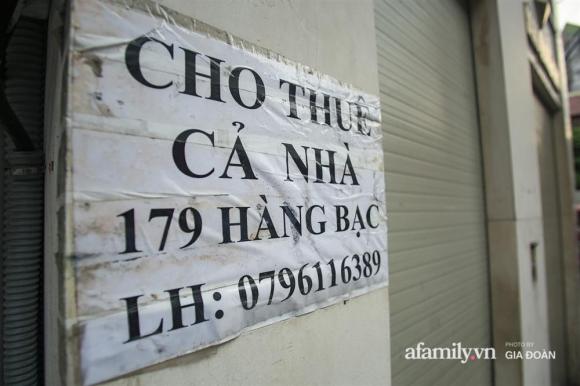 CHO THUÊ
CẢ NHÀ
179 HÀNG BẠC
LH: 0796116389
afamily.vn
PHOTO BY
GIA ĐOÀN